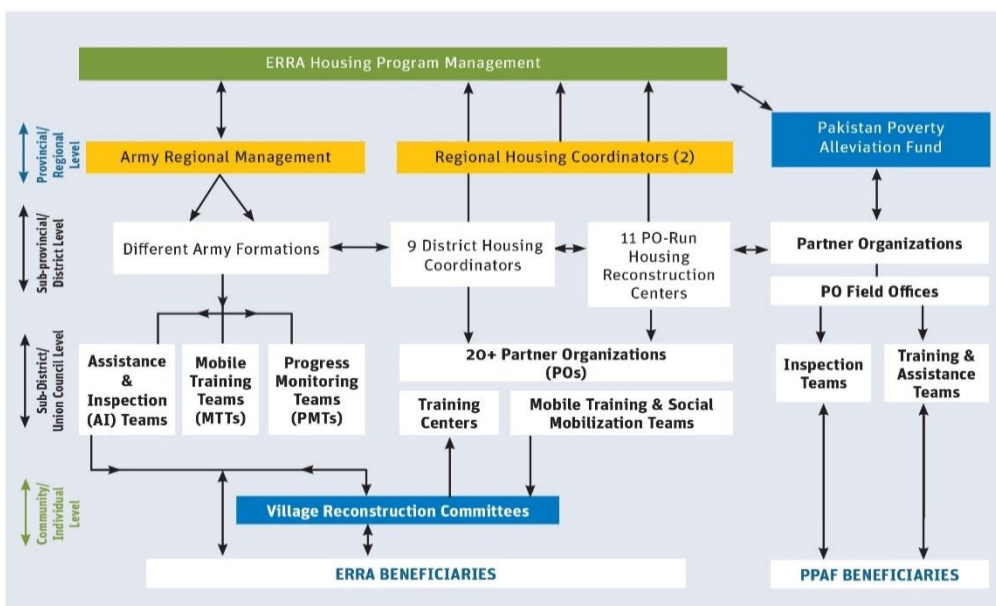 ERRA Housing Program Management
Provincial/
Regional
Level
Army Regional Management
Regional Housing Coordinators (2)
Pakistan Poverty
Alleviation Fund
Sub-provincial/
District Level
Different Army Formations
9 District Housing
Coordinators
11 PO-Run
Housing
Reconstruction
Centers
Partner Organizations
PO Field Offices
Sub-District/
Union Council Level
Assistance
&
Inspection
(AI) Teams
Mobile
Training
Teams
(MTTs)
Progress
Monitoring
Teams
(PMTs)
20+ Partner Organizations
(POs)
Training
Centers
Mobile Training & Social
Mobilization Teams
Inspection
Teams
Training &
Assistance
Teams
Community/
Individual
Level
Village Reconstruction Committees
ERRA BENEFICIARIES
PPAF BENEFICIARIES